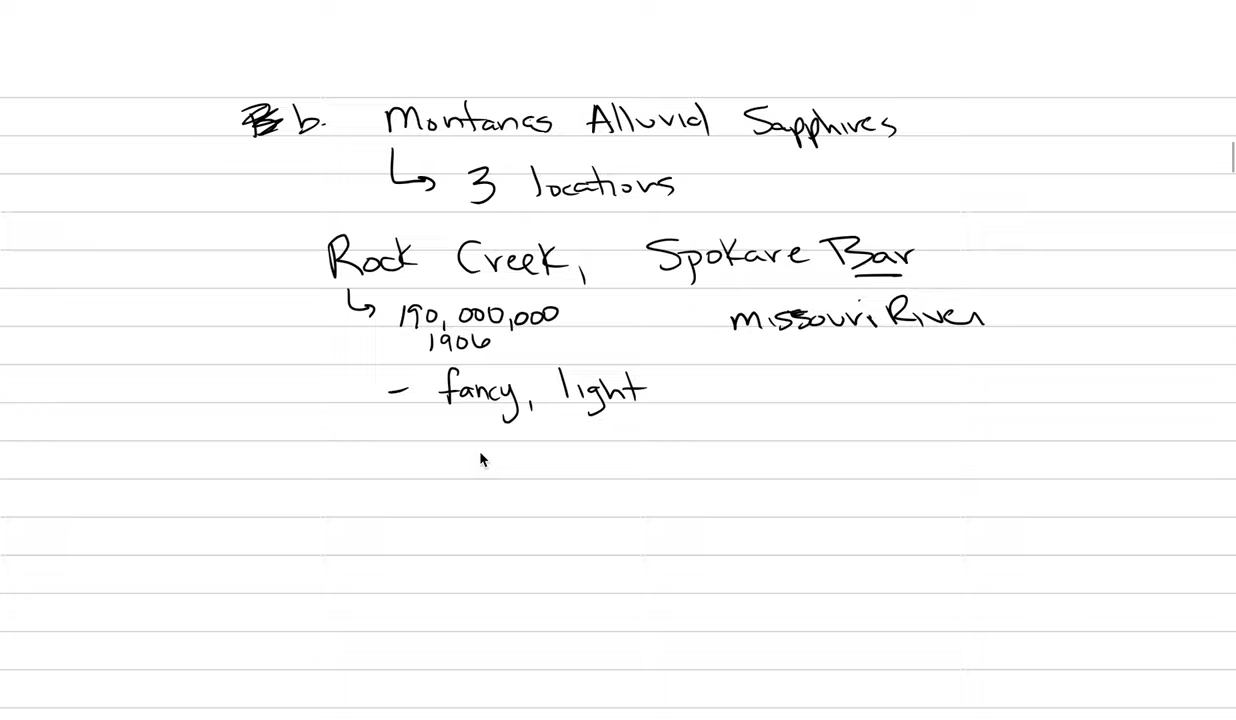 b. Montanas Alluvial Sapphires
↳ 3 locations
Rock Creek, Spokane Bar
↳ 190,000,000 Missouri River
1906
- fancy, light